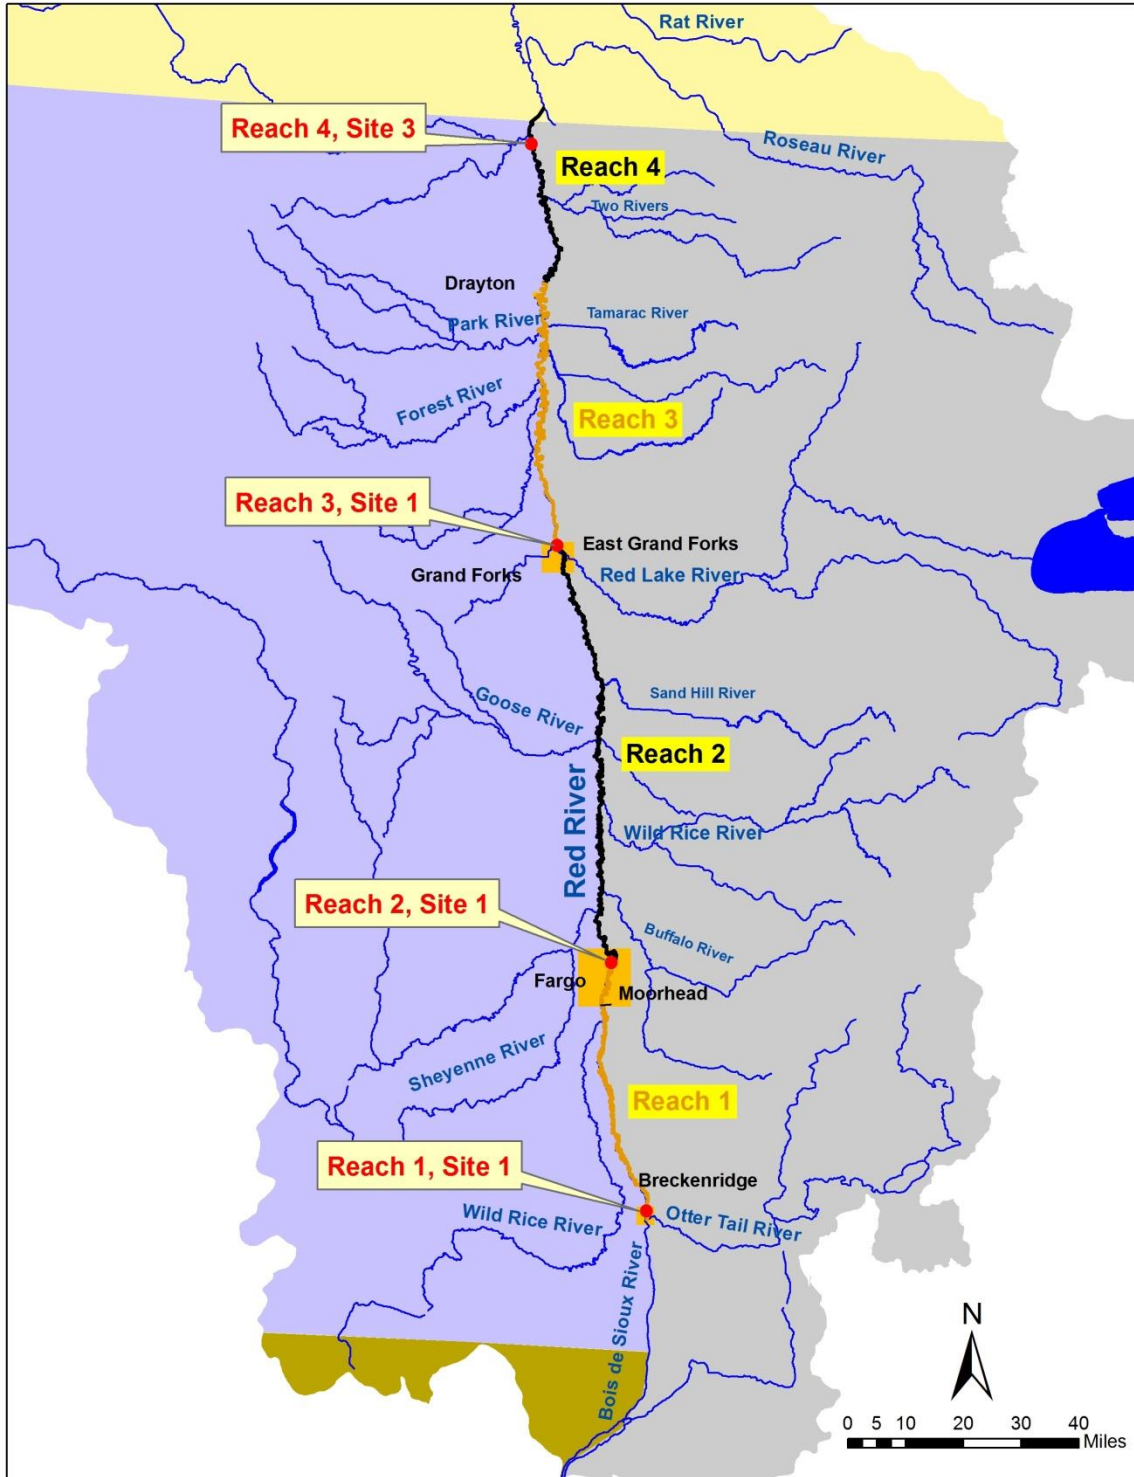 Rat River
Reach 4, Site 3
Roseau River
Reach 4
Two Rivers
Drayton
Park River
Tamarac River
Forest River
Reach 3
Reach 3, Site 1
East Grand Forks
Grand Forks
Red Lake River
Sand Hill River
Goose River
Reach 2
Red River
Wild Rice River
Reach 2, Site 1
Buffalo River
Fargo
Moorhead
Sheyenne River
Reach 1
Reach 1, Site 1
Breckenridge
Wild Rice River
Otter Tail River
Bois de Sioux River
N
0 5 10 20 30 40
Miles